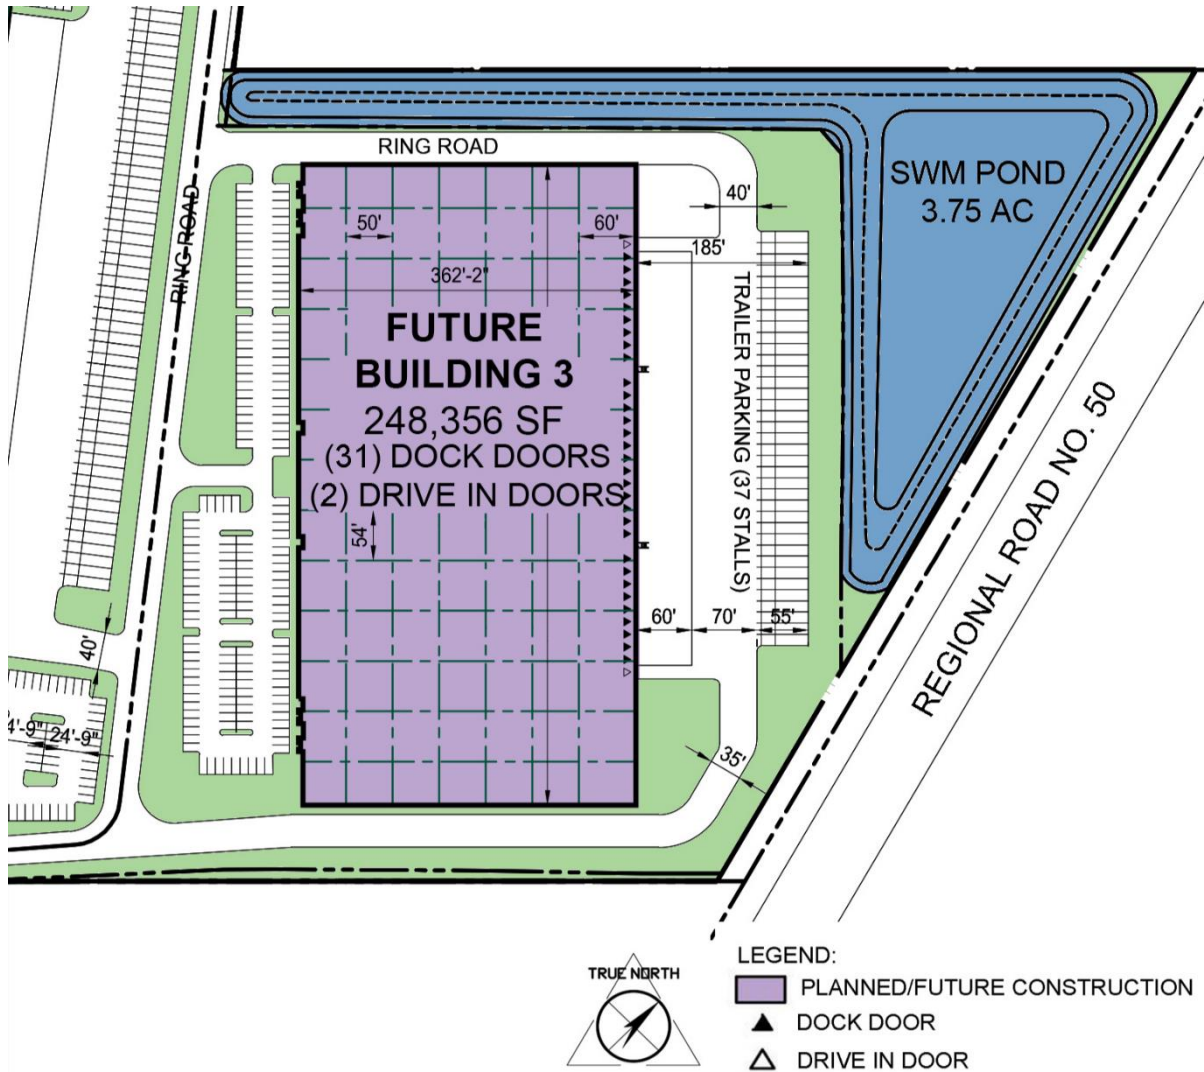 RING ROAD
RING ROAD
SWM POND
3.75 AC
40'
50'
60'
185'
362'-2"
FUTURE
BUILDING 3
248,356 SF
(31) DOCK DOORS
(2) DRIVE IN DOORS
54'
TRAILER PARKING (37 STALLS)
60'
70'
55'
40'
4'-9"
24'-9"
35'
REGIONAL ROAD NO. 50
TRUE NORTH
LEGEND:
PLANNED/FUTURE CONSTRUCTION
DOCK DOOR
DRIVE IN DOOR